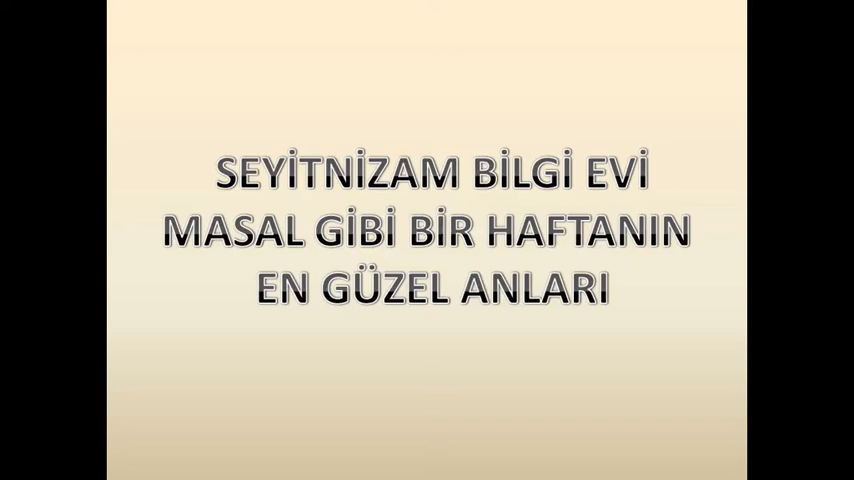 SEYİTNİZAM BİLGİ EVİ
MASAL GİBİ BİR HAFTANIN
EN GÜZEL ANLARI